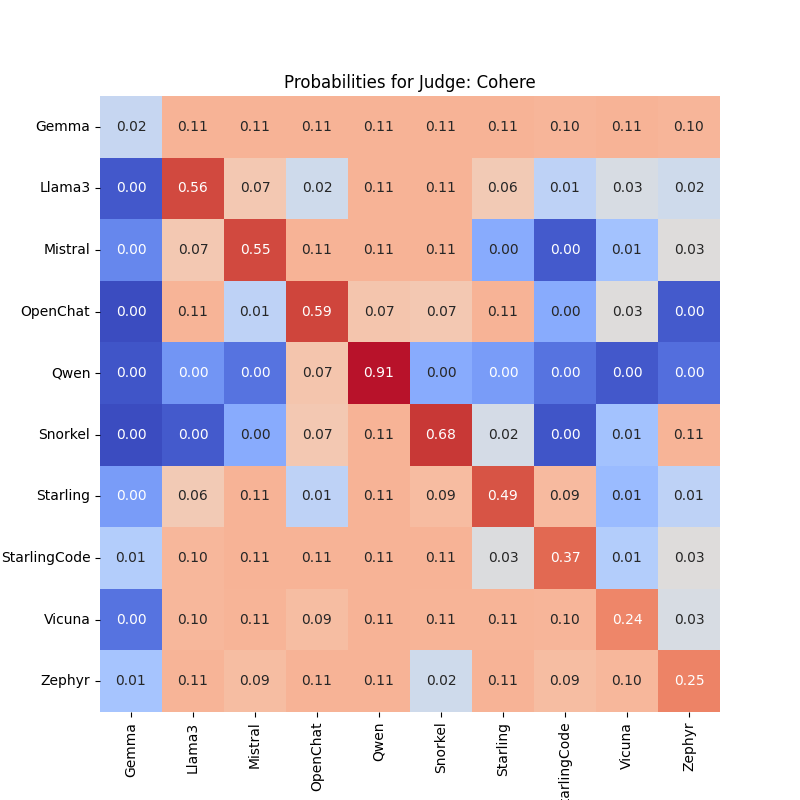 Probabilities for Judge: Cohere
Gemma 0.02 0.11 0.11 0.11 0.11 0.11 0.11 0.10 0.11 0.10
Llama3 0.00 0.56 0.07 0.02 0.11 0.11 0.06 0.01 0.03 0.02
Mistral 0.00 0.07 0.55 0.11 0.11 0.11 0.00 0.00 0.01 0.03
OpenChat 0.00 0.11 0.01 0.59 0.07 0.07 0.11 0.00 0.03 0.00
Qwen 0.00 0.00 0.00 0.07 0.91 0.00 0.00 0.00 0.00 0.00
Snorkel 0.00 0.00 0.00 0.07 0.11 0.68 0.02 0.00 0.01 0.11
Starling 0.00 0.06 0.11 0.01 0.11 0.09 0.49 0.09 0.01 0.01
StarlingCode 0.01 0.10 0.11 0.11 0.11 0.11 0.03 0.37 0.01 0.03
Vicuna 0.00 0.10 0.11 0.09 0.11 0.11 0.11 0.10 0.24 0.03
Zephyr 0.01 0.11 0.09 0.11 0.11 0.02 0.11 0.09 0.10 0.25
Gemma Llama3 Mistral OpenChat Qwen Snorkel Starling arlingCode Vicuna Zephyr